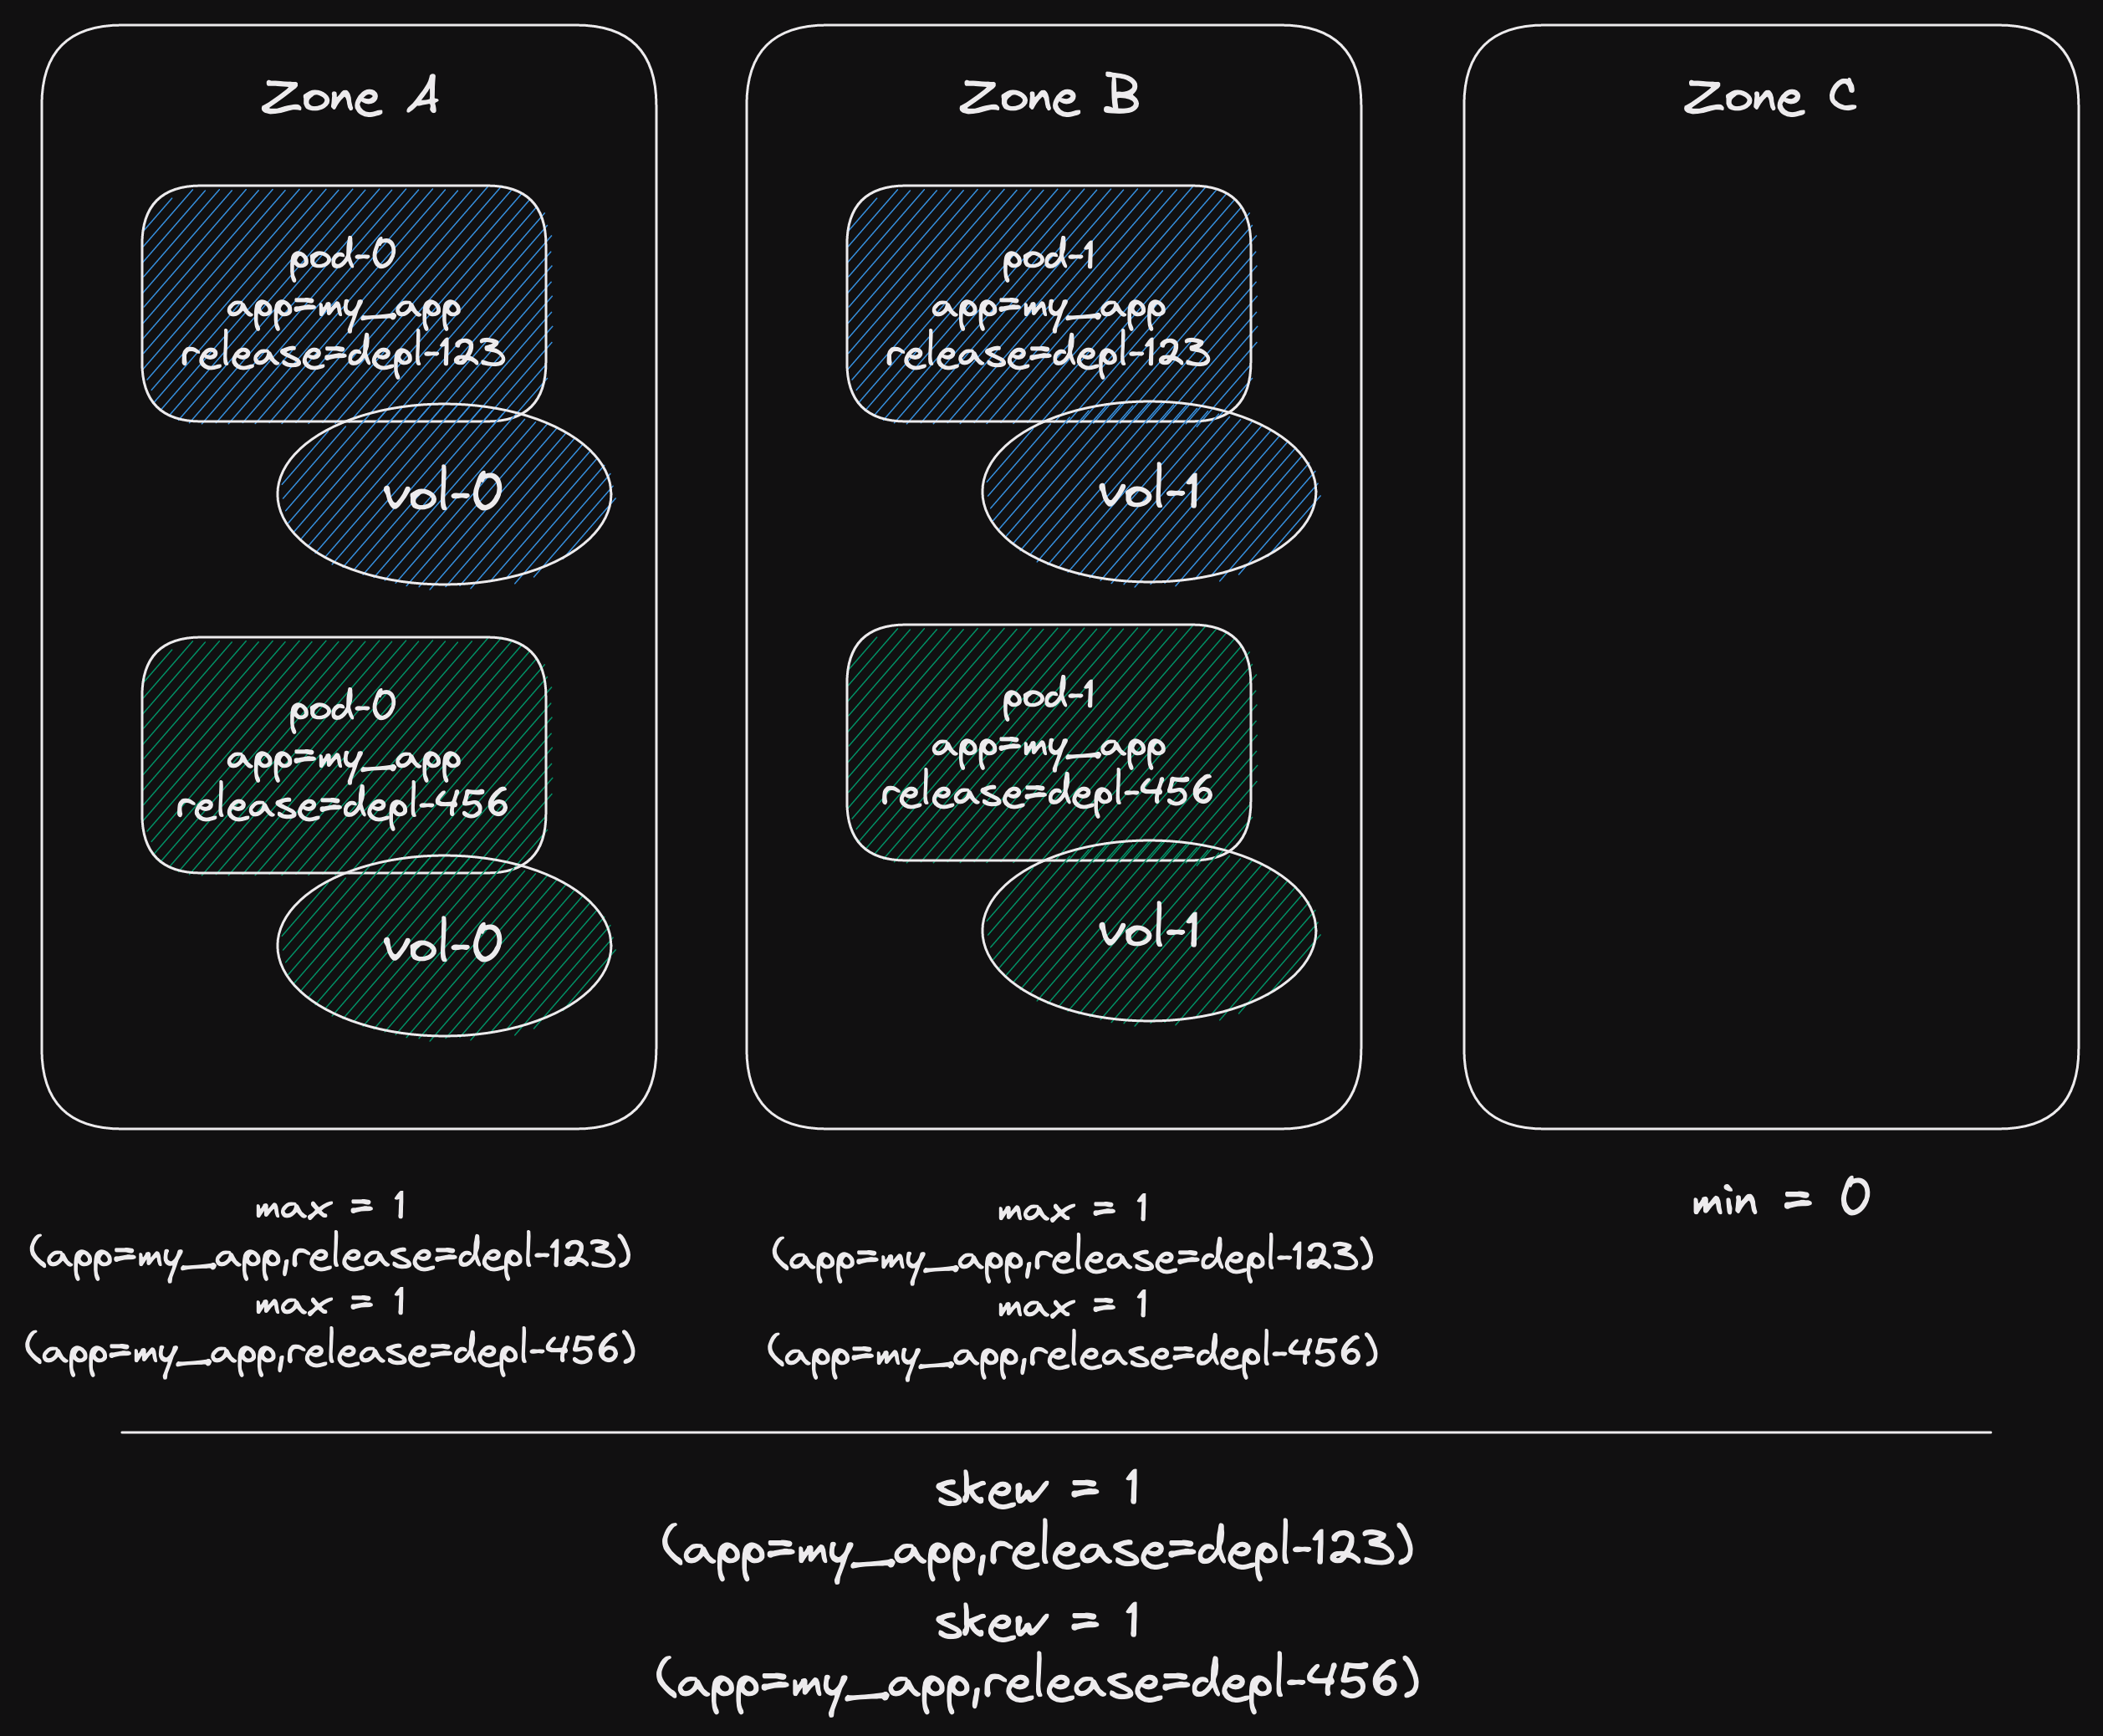 Zone A
pod-0
app=my_app
release=depl-123
vol-0
pod-0
app=my_app
release=depl-456
vol-0
max = 1
(app=my_app,release=depl-123)
max = 1
(app=my_app,release=depl-456)
Zone B
pod-1
app=my_app
release=depl-123
vol-1
pod-1
app=my_app
release=depl-456
vol-1
max = 1
(app=my_app,release=depl-123)
max = 1
(app=my_app,release=depl-456)
Zone C
min = 0
skew = 1
(app=my_app,release=depl-123)
skew = 1
(app=my_app,release=depl-456)